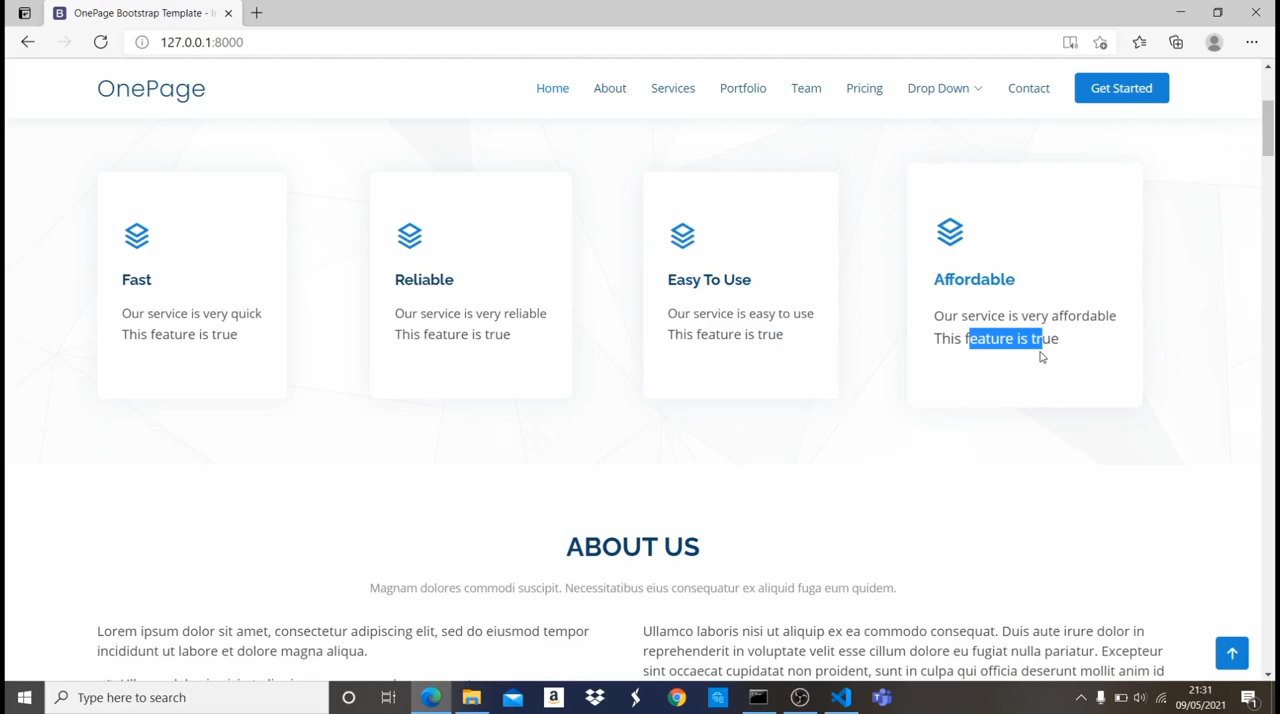 OnePage Bootstrap Template - I
127.0.0.1:8000
OnePage
Home
About
Services
Portfolio
Team
Pricing
Drop Down
Contact
Get Started
Fast
Our service is very quick
This feature is true
Reliable
Our service is very reliable
This feature is true
Easy To Use
Our service is easy to use
This feature is true
Affordable
Our service is very affordable
This feature is true
ABOUT US
Magnam dolores commodi suscipit. Necessitatibus eius consequatur ex aliquid fuga eum quidem.
Lorem ipsum dolor sit amet, consectetur adipiscing elit, sed do eiusmod tempor
incididunt ut labore et dolore magna aliqua.
Ullamco laboris nisi ut aliquip ex ea commodo consequat. Duis aute irure dolor in
reprehenderit in voluptate velit esse cillum dolore eu fugiat nulla pariatur. Excepteur
sint occaecat cupidatat non proident, sunt in culpa qui officia deserunt mollit anim id
Type here to search
21:31
09/05/2021
1